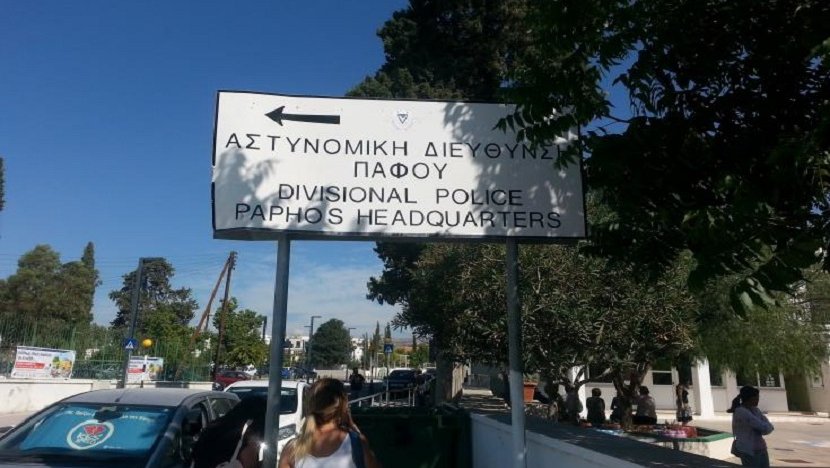 ΑΣΤΥΝΟΜΙΚΗ ΔΙΕΥΘΥΝΣΗ
ΠΑΦΟΥ
DIVISIONAL POLICE
PAPHOS HEADQUARTERS